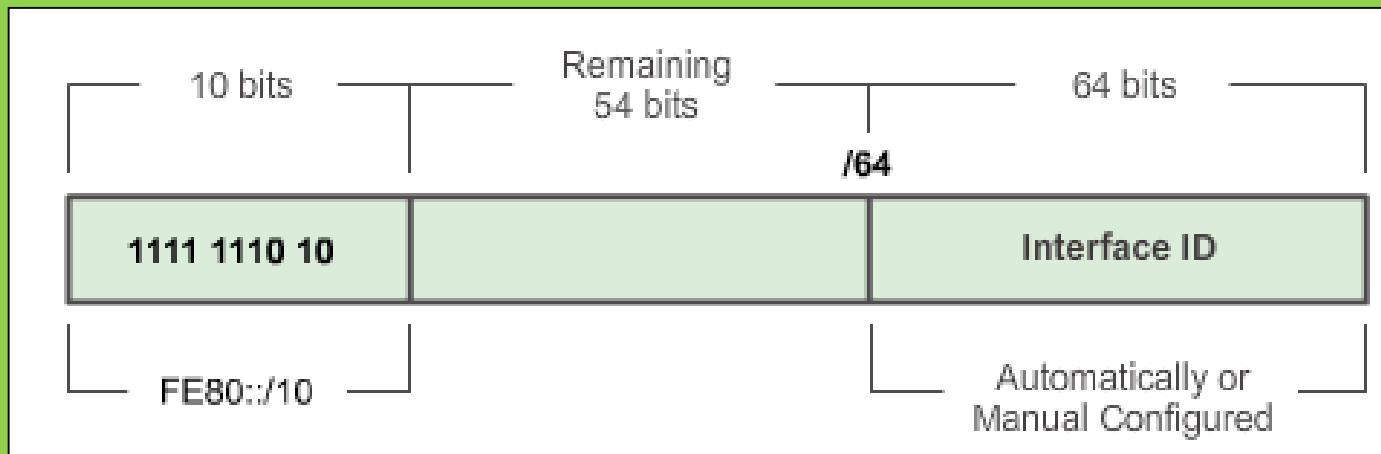 10 bits
Remaining
54 bits
64 bits
/64
1111 1110 10
Interface ID
FE80::/10
Automatically or
Manual Configured